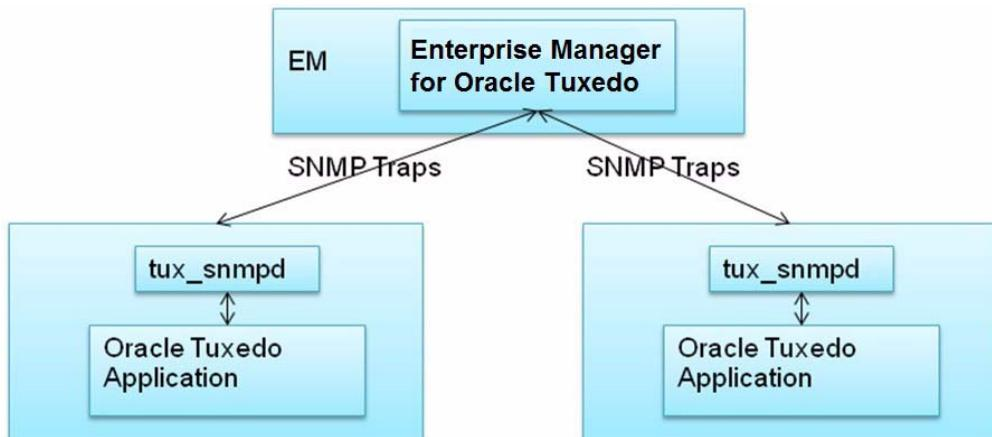 EM
Enterprise Manager
for Oracle Tuxedo
SNMP Traps
SNMP Traps
tux_snmpd
Oracle Tuxedo
Application
tux_snmpd
Oracle Tuxedo
Application